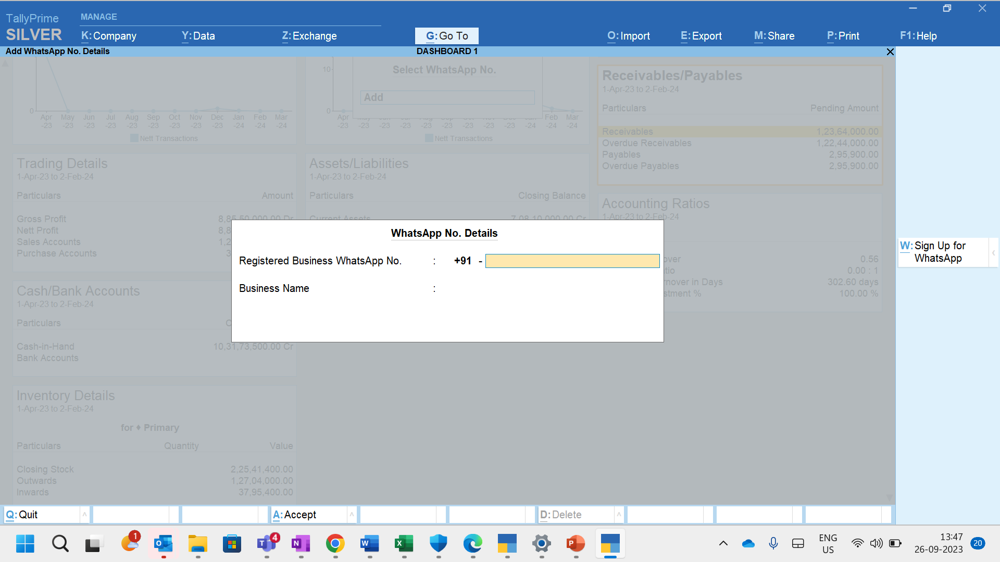 TallyPrime
SILVER
MANAGE
K: Company
Y: Data
Z: Exchange
G: Go To
O: Import
E: Export
M: Share
P: Print
F1: Help
Add WhatsApp No. Details
DASHBOARD 1
0
Apr May Jun Jul Aug Sep Oct Nov Dec Jan Feb Mar
-23 -23 -23 -23 -23 -23 -23 -23 -23 -24 -24 -24
Nett Transactions
10
Select WhatsApp No.
Add
0
Apr Feb Mar
-23 -23 -23 -23 -23 -23 -23 -23 -23 -24 -24 -24
Nett Transactions
Receivables/Payables
1-Apr-23 to 2-Feb-24
Particulars Pending Amount
Receivables 1,23,64,000.00
Overdue Receivables 1,22,44,000.00
Payables 2,95,900.00
Overdue Payables 2,95,900.00
Trading Details
1-Apr-23 to 2-Feb-24
Particulars Amount
Gross Profit 8,85,50,000.00 Dr
Nett Profit 8,8
Sales Accounts 1,2
Purchase Accounts 3
Assets/Liabilities
1-Apr-23 to 2-Feb-24
Particulars Closing Balance
Current Assets 7,08,10,000.00 Cr
Accounting Ratios
1-Apr-23 to 2-Feb-24
over 0.56
tio 0.00 : 1
rnover in Days 302.60 days
stment % 100.00 %
WhatsApp No. Details
Registered Business WhatsApp No. : +91 -
Business Name :
W: Sign Up for
WhatsApp
Cash/Bank Accounts
1-Apr-23 to 2-Feb-24
Particulars C
Cash-in-Hand 10,31,73,500.00 Cr
Bank Accounts
Inventory Details
1-Apr-23 to 2-Feb-24
for ♦ Primary
Particulars Quantity Value
Closing Stock 2,25,41,400.00
Outwards 1,27,04,000.00
Inwards 37,95,400.00
Q: Quit
A: Accept
D: Delete
1
4
ENG
US
13:47
26-09-2023
20